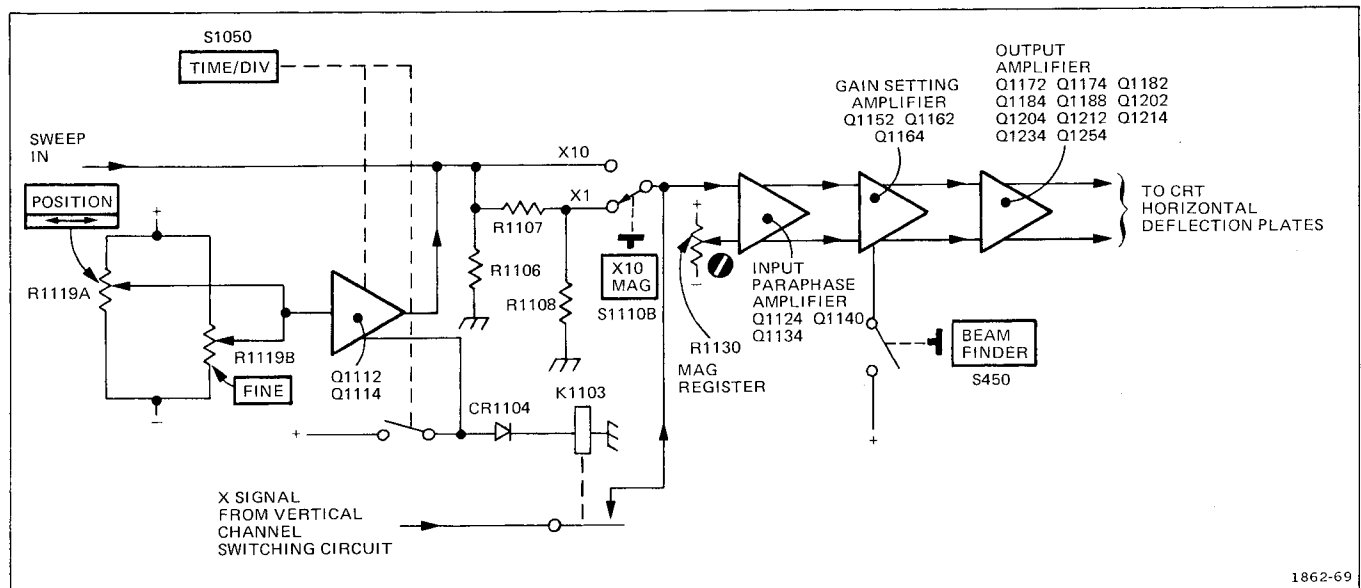 S1050
TIME/DIV
SWEEP
IN
POSITION
+
R1119A
R1119B
FINE
−
Q1112
Q1114
+
CR1104
K1103
X SIGNAL
FROM VERTICAL
CHANNEL
SWITCHING CIRCUIT
X10
X1
R1107
R1106
R1108
X10
MAG
S1110B
+
−
R1130
MAG
REGISTER
INPUT
PARAPHASE
AMPLIFIER
Q1124 Q1140
Q1134
GAIN SETTING
AMPLIFIER
Q1152 Q1162
Q1164
OUTPUT
AMPLIFIER
Q1172 Q1174 Q1182
Q1184 Q1188 Q1202
Q1204 Q1212 Q1214
Q1234 Q1254
TO CRT
HORIZONTAL
DEFLECTION PLATES
BEAM
FINDER
S450
+
1862-69